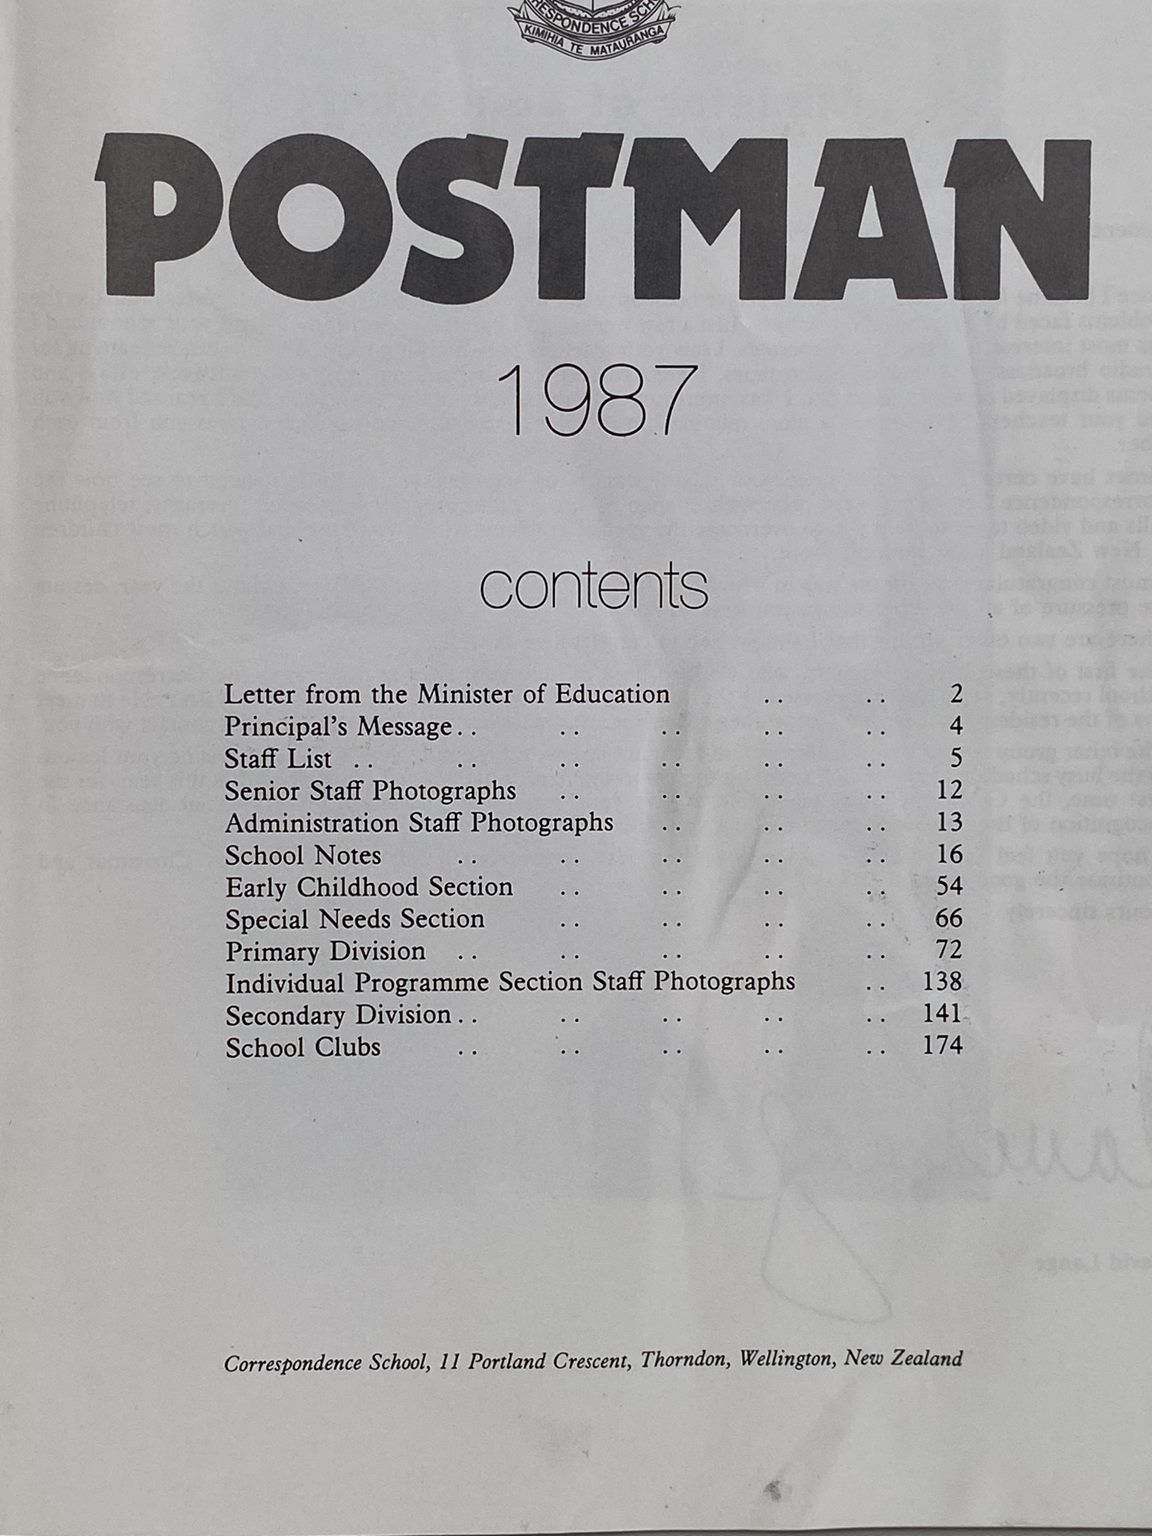 RESPONDENCE SCHO
KIMIHIA TE MATAURANGA
POSTMAN
1987
contents
Letter from the Minister of Education .. .. 2
Principal's Message .. .. .. .. .. 4
Staff List .. .. .. .. .. .. 5
Senior Staff Photographs .. .. .. .. 12
Administration Staff Photographs .. .. .. 13
School Notes .. .. .. .. .. 16
Early Childhood Section .. .. .. .. 54
Special Needs Section .. .. .. .. 66
Primary Division .. .. .. .. .. 72
Individual Programme Section Staff Photographs .. 138
Secondary Division .. .. .. .. .. 141
School Clubs .. .. .. .. .. 174
Correspondence School, 11 Portland Crescent, Thorndon, Wellington, New Zealand